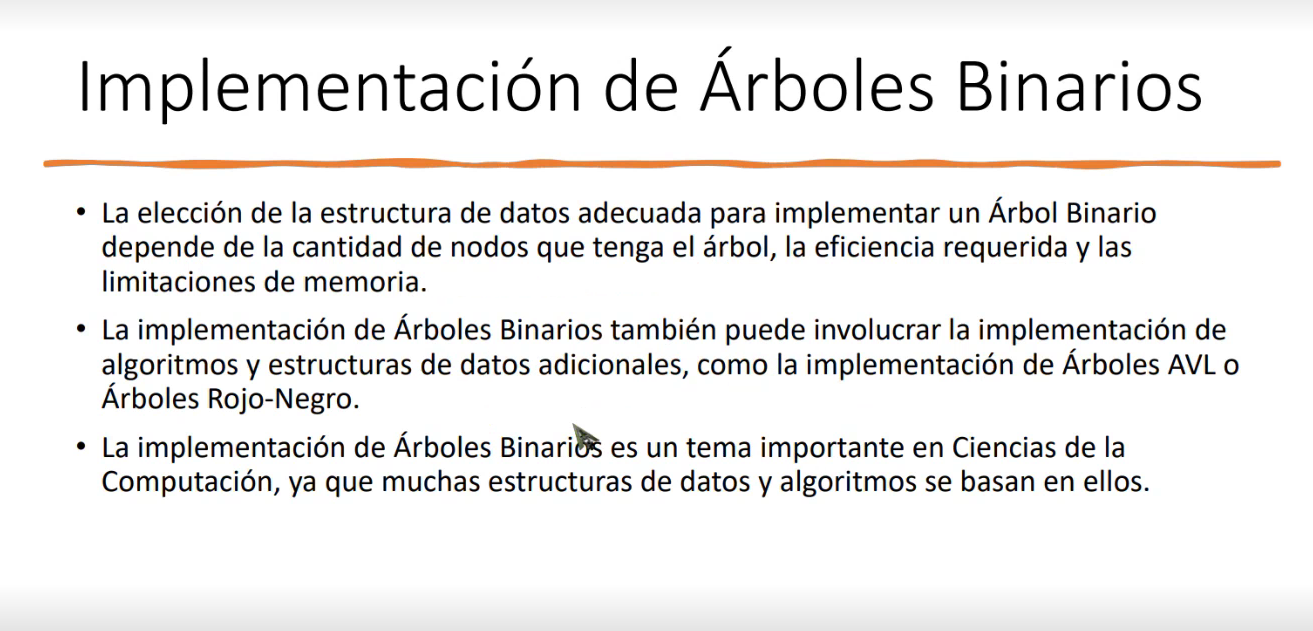 Implementación de Árboles Binarios
• La elección de la estructura de datos adecuada para implementar un Árbol Binario
depende de la cantidad de nodos que tenga el árbol, la eficiencia requerida y las
limitaciones de memoria.
• La implementación de Árboles Binarios también puede involucrar la implementación de
algoritmos y estructuras de datos adicionales, como la implementación de Árboles AVL o
Árboles Rojo-Negro.
• La implementación de Árboles Binarios es un tema importante en Ciencias de la
Computación, ya que muchas estructuras de datos y algoritmos se basan en ellos.